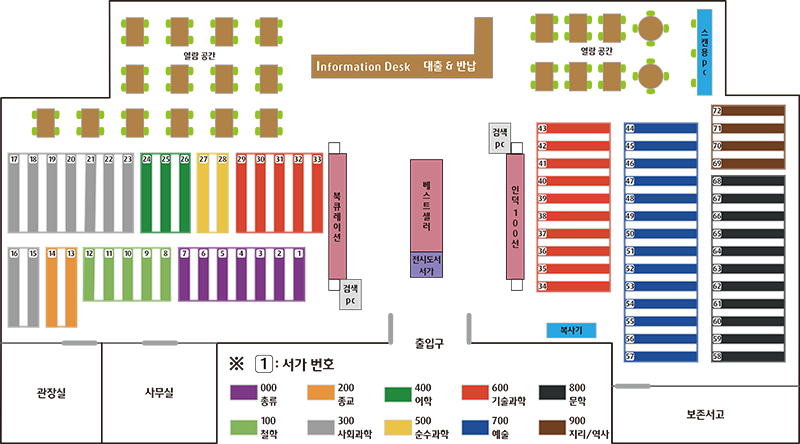 열람 공간
Information Desk 대출 & 반납
열람 공간
스캔용 pc
검색 pc
17 18 19 20 21 22 23
24 25 26
27 28
29 30 31 32 33
북큐레이션
베스트셀러
전시도서
서가
인덕 100선
43
42
41
40
39
38
37
36
35
34
44
45
46
47
48
49
50
51
52
53
54
55
56
57
72
71
70
69
68
67
66
65
64
63
62
61
60
59
58
16 15
14 13
12 11 10 9 8
7 6 5 4 3 2 1
검색
pc
복사기
출입구
관장실
사무실
보존서고
※ 1 : 서가 번호
000
총류
200
종교
400
어학
600
기술과학
800
문학
100
철학
300
사회과학
500
순수과학
700
예술
900
지리/역사